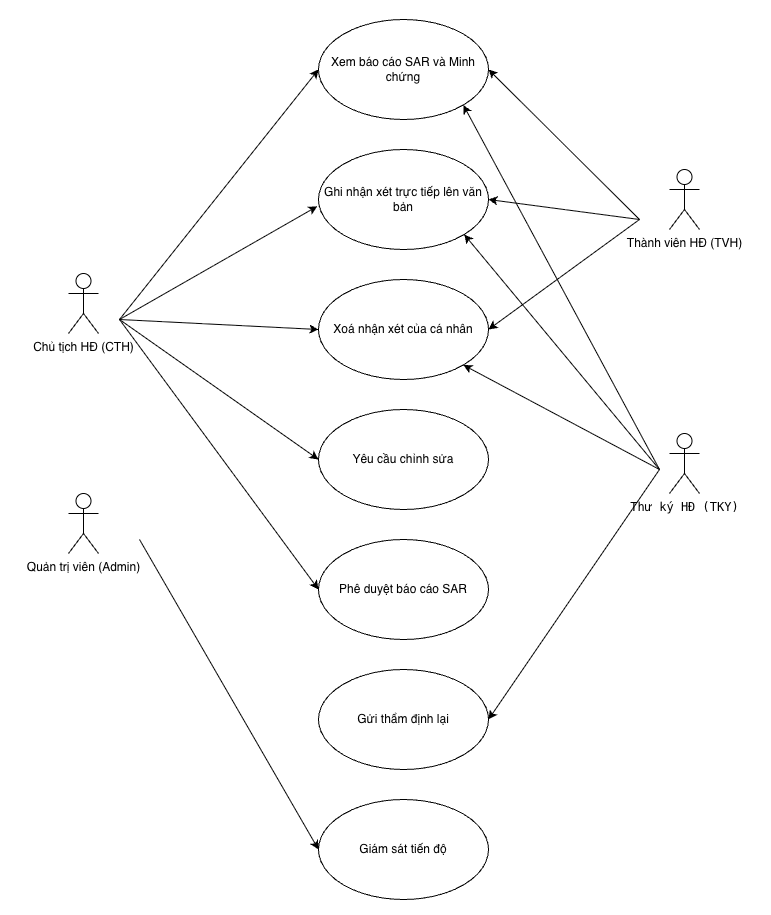 Xem báo cáo SAR và Minh
chứng
Ghi nhận xét trực tiếp lên văn
bản
Thành viên HĐ (TVH)
Xoá nhận xét của cá nhân
Chủ tịch HĐ (CTH)
Yêu cầu chỉnh sửa
Thư ký HĐ (TKY)
Quản trị viên (Admin)
Phê duyệt báo cáo SAR
Gửi thẩm định lại
Giám sát tiến độ